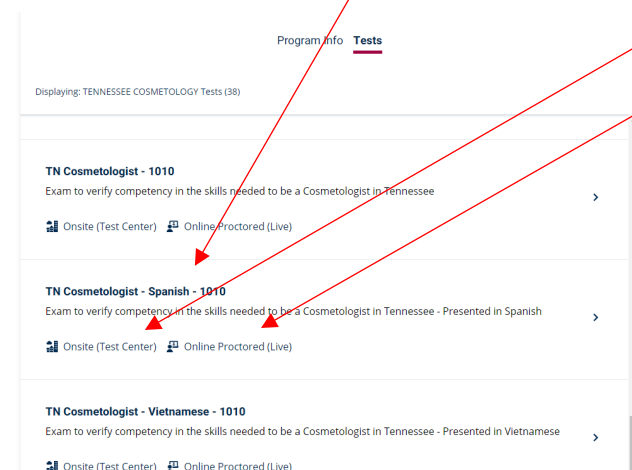 Program Info Tests
Displaying: TENNESSEE COSMETOLOGY Tests (38)
TN Cosmetologist - 1010
Exam to verify competency in the skills needed to be a Cosmetologist in Tennessee
Onsite (Test Center) Online Proctored (Live)
TN Cosmetologist - Spanish - 1010
Exam to verify competency in the skills needed to be a Cosmetologist in Tennessee - Presented in Spanish
Onsite (Test Center) Online Proctored (Live)
TN Cosmetologist - Vietnamese - 1010
Exam to verify competency in the skills needed to be a Cosmetologist in Tennessee - Presented in Vietnamese
Onsite (Test Center) Online Proctored (Live)